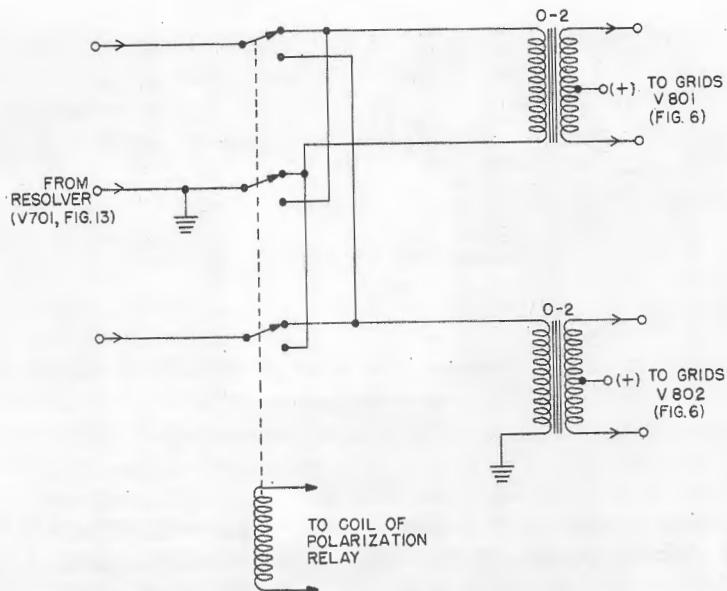 O-2
(+) TO GRIDS
V 801
(FIG. 6)
FROM
RESOLVER
(V701, FIG.13)
O-2
(+) TO GRIDS
V 802
(FIG.6)
TO COIL OF
POLARIZATION
RELAY